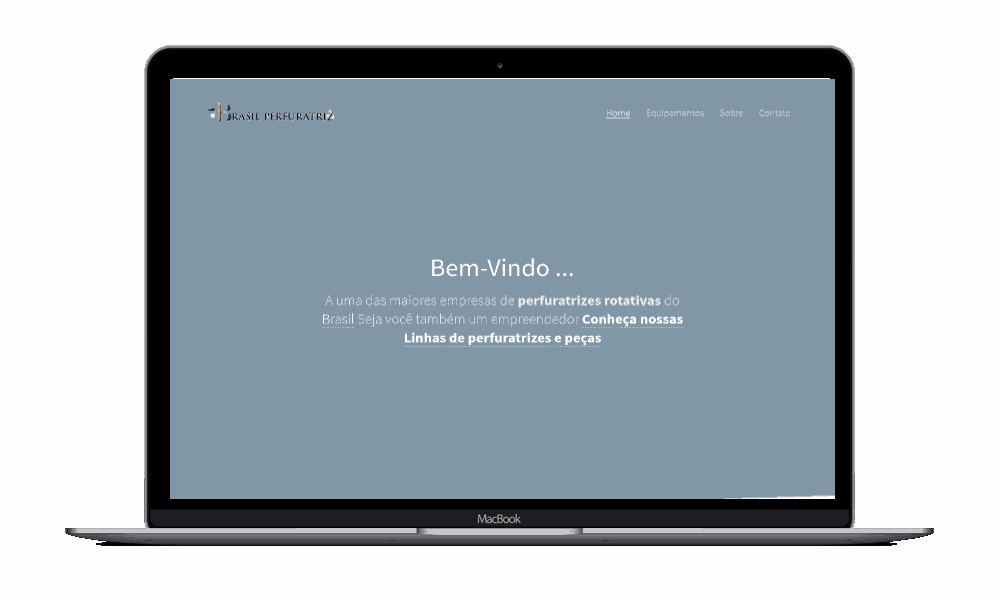 BRASIL PERFURATRIZ
Home Equipamentos Sobre Contato
Bem-Vindo ...
A uma das maiores empresas de perfuratrizes rotativas do
Brasil Seja você também um empreendedor Conheça nossas
Linhas de perfuratrizes e peças
MacBook